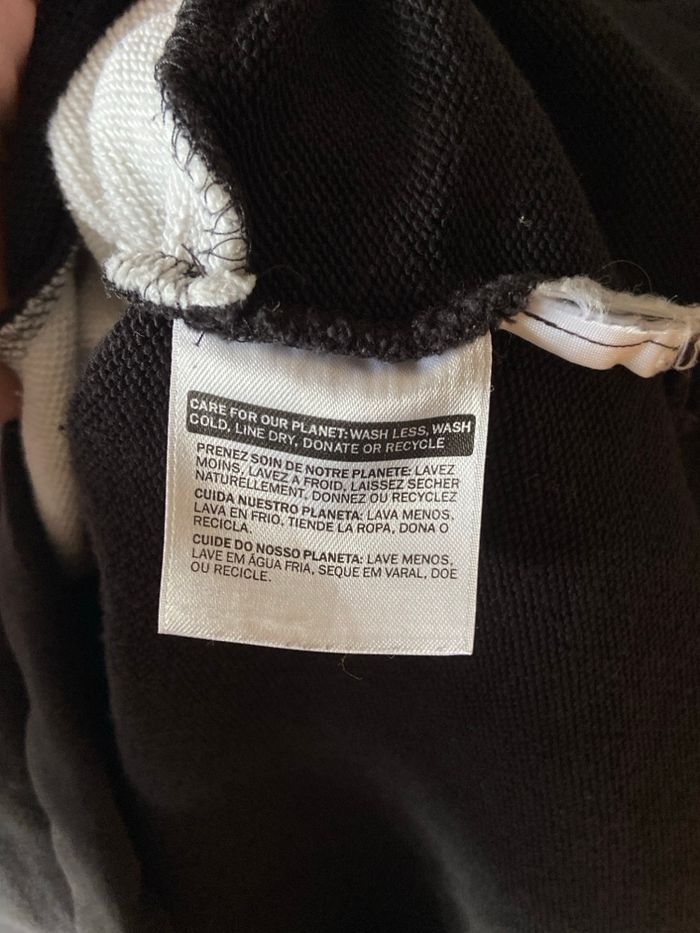 CARE FOR OUR PLANET: WASH LESS, WASH
COLD, LINE DRY, DONATE OR RECYCLE
PRENEZ SOIN DE NOTRE PLANETE: LAVEZ
MOINS, LAVEZ A FROID, LAISSEZ SECHER
NATURELLEMENT, DONNEZ OU RECYCLEZ
CUIDA NUESTRO PLANETA: LAVA MENOS,
LAVA EN FRIO, TIENDE LA ROPA, DONA O
RECICLA.
CUIDE DO NOSSO PLANETA: LAVE MENOS,
LAVE EM ÁGUA FRIA, SEQUE EM VARAL, DOE
OU RECICLE.